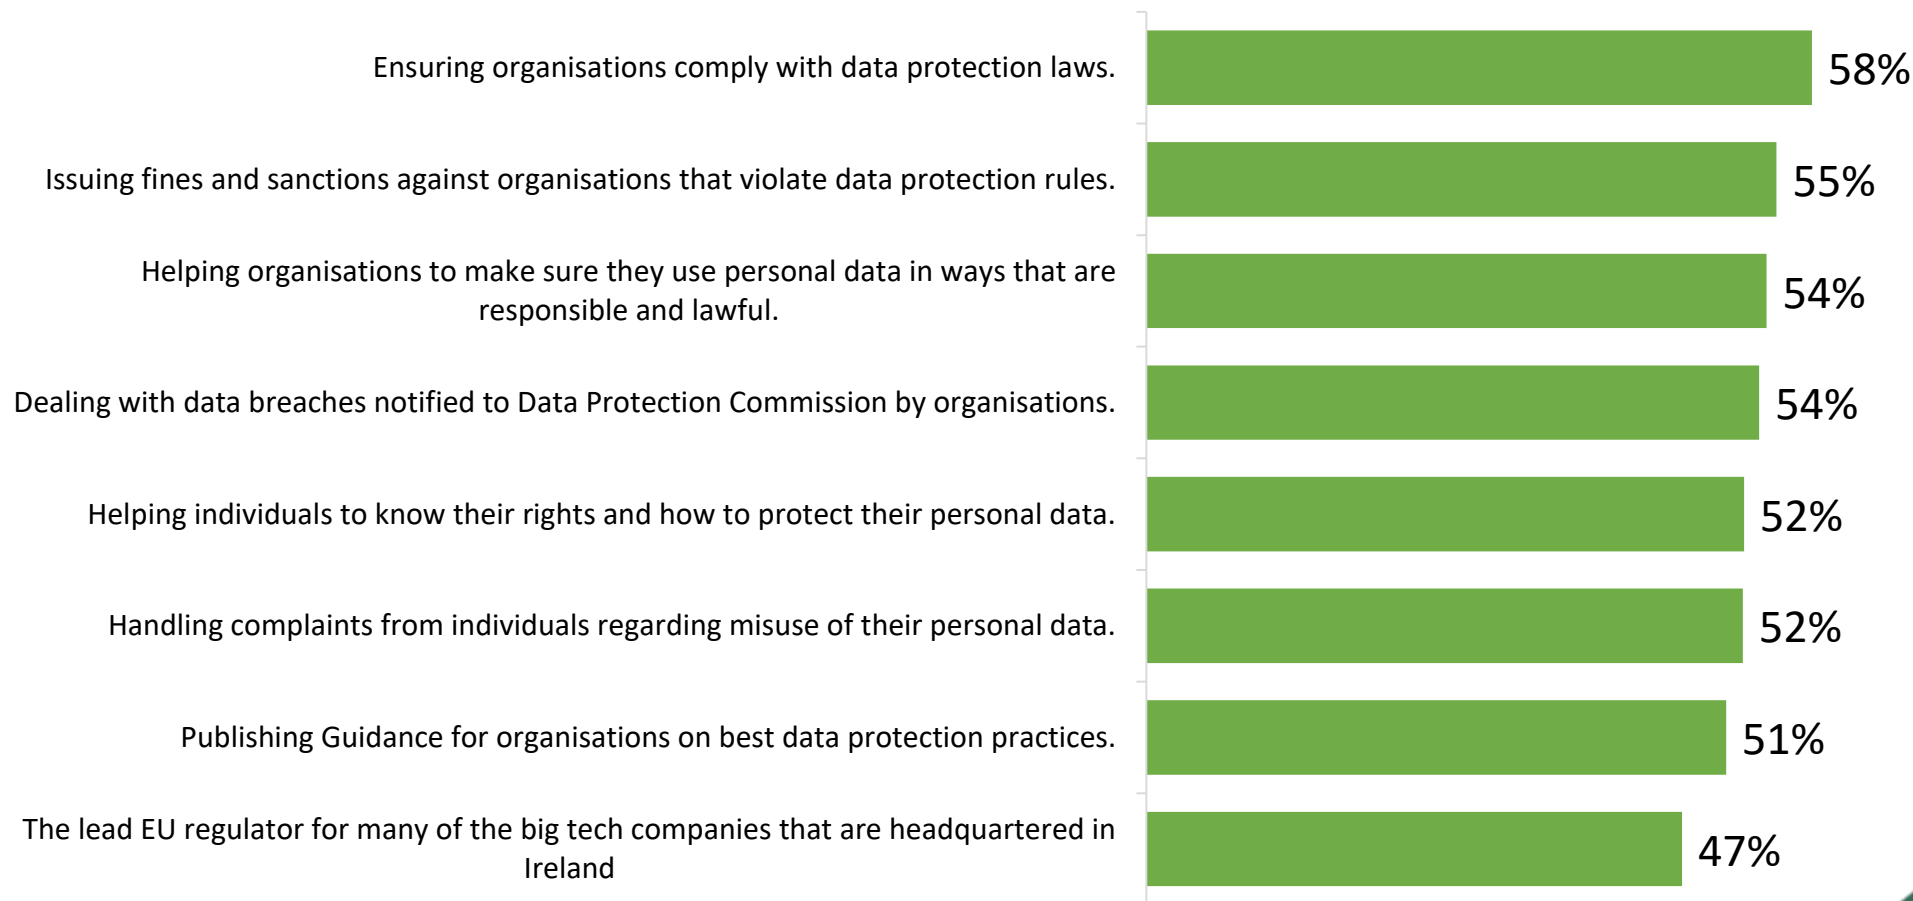 Ensuring organisations comply with data protection laws.
58%
Issuing fines and sanctions against organisations that violate data protection rules.
55%
Helping organisations to make sure they use personal data in ways that are
responsible and lawful.
54%
Dealing with data breaches notified to Data Protection Commission by organisations.
54%
Helping individuals to know their rights and how to protect their personal data.
52%
Handling complaints from individuals regarding misuse of their personal data.
52%
Publishing Guidance for organisations on best data protection practices.
51%
The lead EU regulator for many of the big tech companies that are headquartered in
Ireland
47%